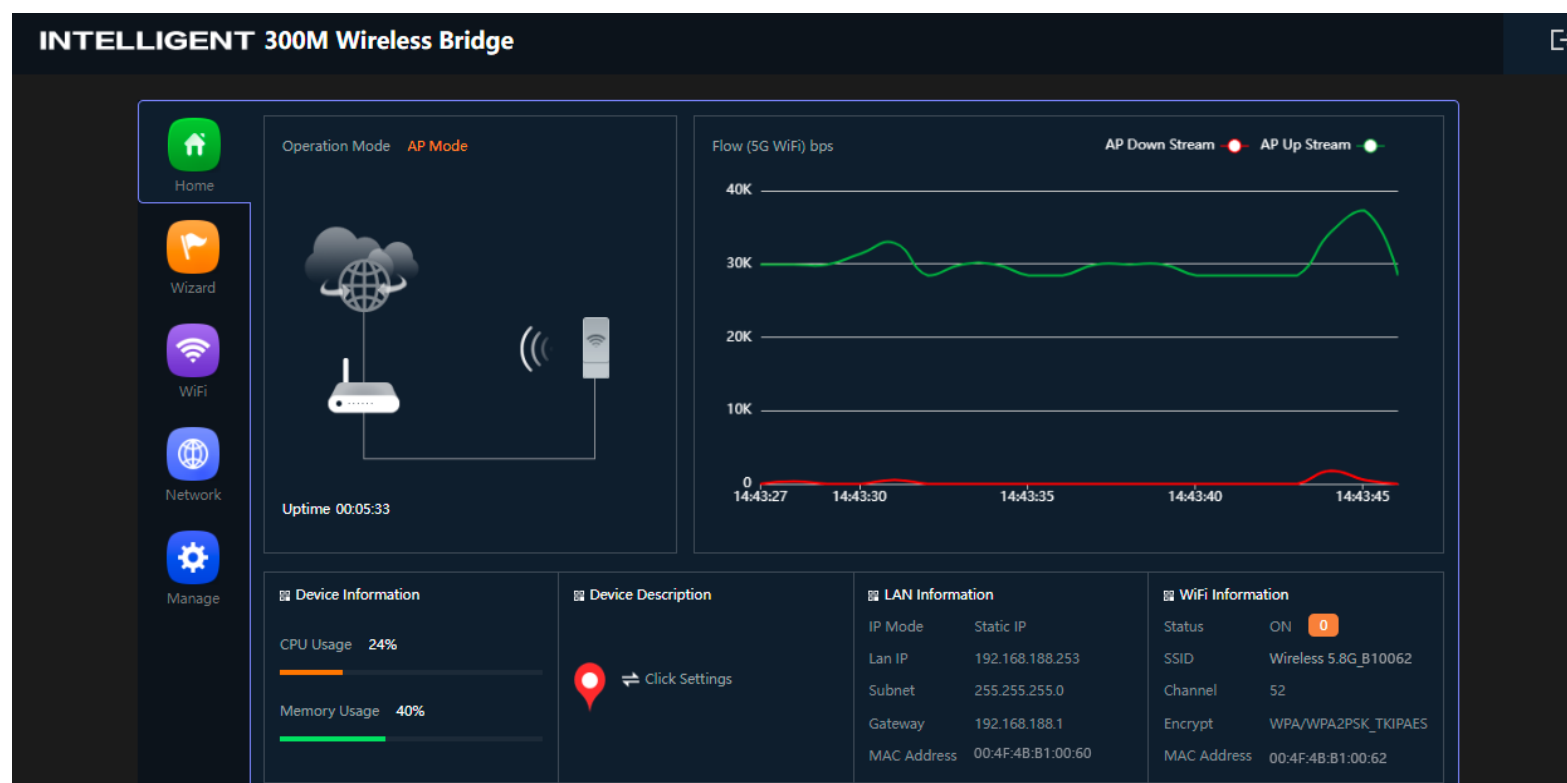 INTELLIGENT 300M Wireless Bridge
Home
Wizard
WiFi
Network
Manage
Operation Mode AP Mode
Uptime 00:05:33
Flow (5G WiFi) bps
AP Down Stream AP Up Stream
40K
30K
20K
10K
0
14:43:27 14:43:30 14:43:35 14:43:40 14:43:45
Device Information
CPU Usage 24%
Memory Usage 40%
Device Description
Click Settings
LAN Information
IP Mode Static IP
Lan IP 192.168.188.253
Subnet 255.255.255.0
Gateway 192.168.188.1
MAC Address 00:4F:4B:B1:00:60
WiFi Information
Status ON 0
SSID Wireless 5.8G_B10062
Channel 52
Encrypt WPA/WPA2PSK_TKIPAES
MAC Address 00:4F:4B:B1:00:62